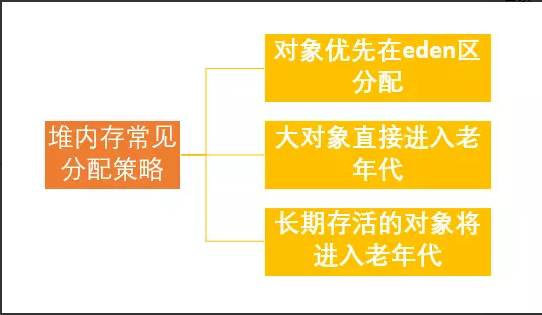 对象优先在eden区
分配
堆内存常见
分配策略
大对象直接进入老
年代
长期存活的对象将
进入老年代